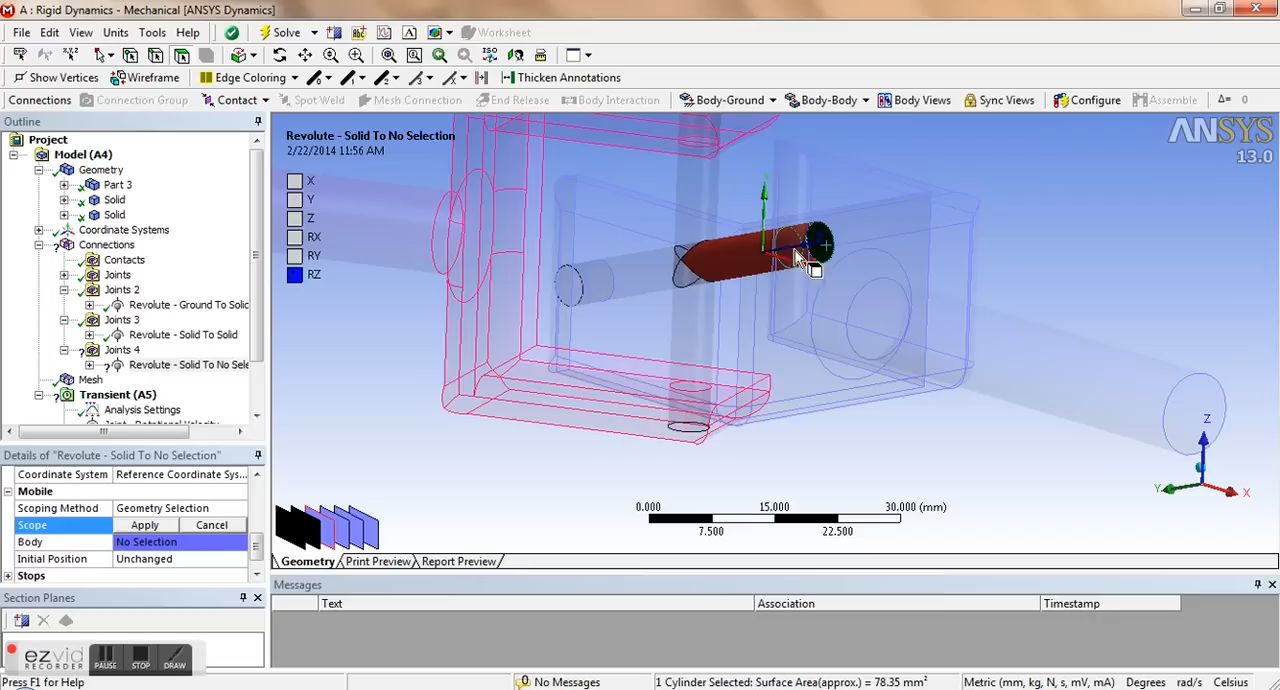 A : Rigid Dynamics - Mechanical [ANSYS Dynamics]
File Edit View Units Tools Help Solve Worksheet
Show Vertices Wireframe Edge Coloring Thicken Annotations
Connections Connection Group Contact Spot Weld Mesh Connection End Release Body Interaction Body-Ground Body-Body Body Views Sync Views Configure Assemble Δ= 0
Outline
Project
Model (A4)
Geometry
Part 3
Solid
Solid
Coordinate Systems
Connections
Contacts
Joints
Joints 2
Revolute - Ground To Solic
Joints 3
Revolute - Solid To Solid
Joints 4
Revolute - Solid To No Sele
Mesh
Transient (A5)
Analysis Settings
Details of "Revolute - Solid To No Selection"
Coordinate System Reference Coordinate Sys...
Mobile
Scoping Method Geometry Selection
Scope Apply Cancel
Body No Selection
Initial Position Unchanged
Stops
Section Planes
ezvid
RECORDER
PAUSE STOP DRAW
Revolute - Solid To No Selection
2/22/2014 11:56 AM
X
Y
Z
RX
RY
RZ
ANSYS
13.0
Z
Y X
0.000 15.000 30.000 (mm)
7.500 22.500
Geometry Print Preview Report Preview
Messages
Text Association Timestamp
Press F1 for Help No Messages 1 Cylinder Selected: Surface Area(approx.) = 78.35 mm² Metric (mm, kg, N, s, mV, mA) Degrees rad/s Celsius